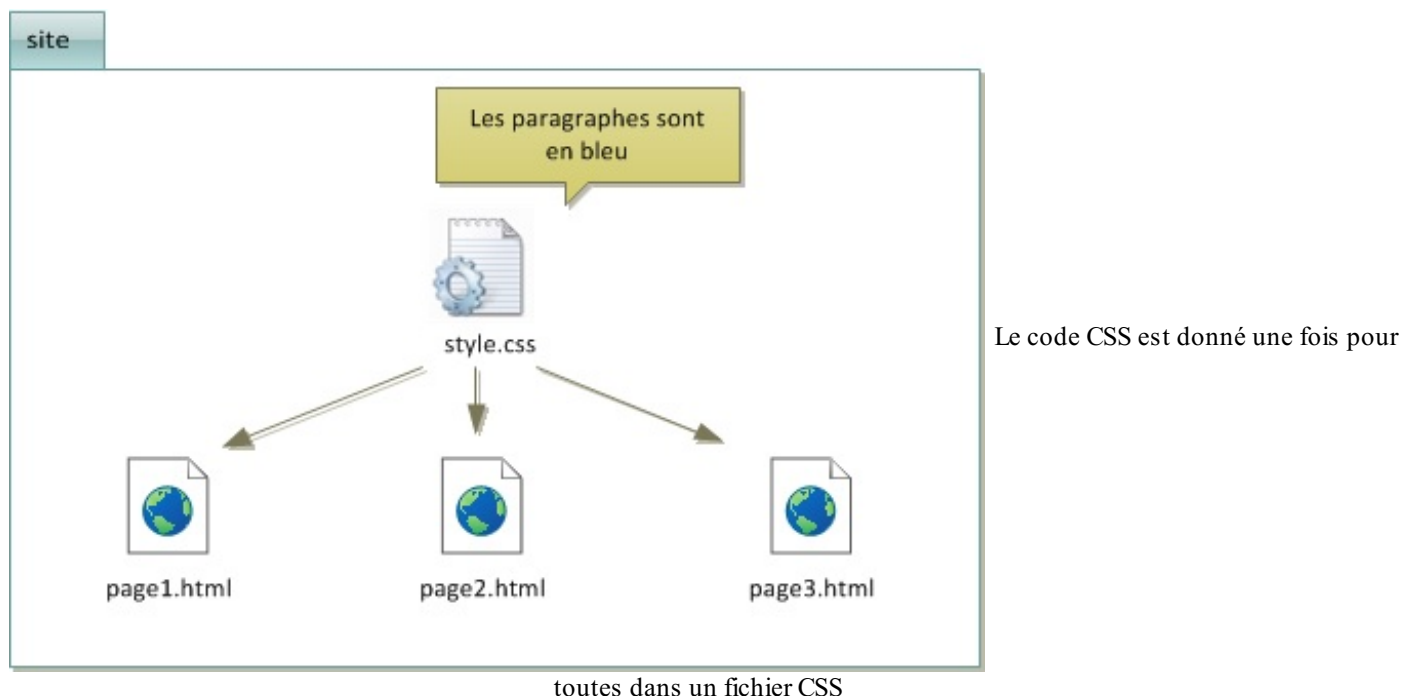 site
Les paragraphes sont
en bleu
style.css
page1.html
page2.html
page3.html
Le code CSS est donné une fois pour
toutes dans un fichier CSS